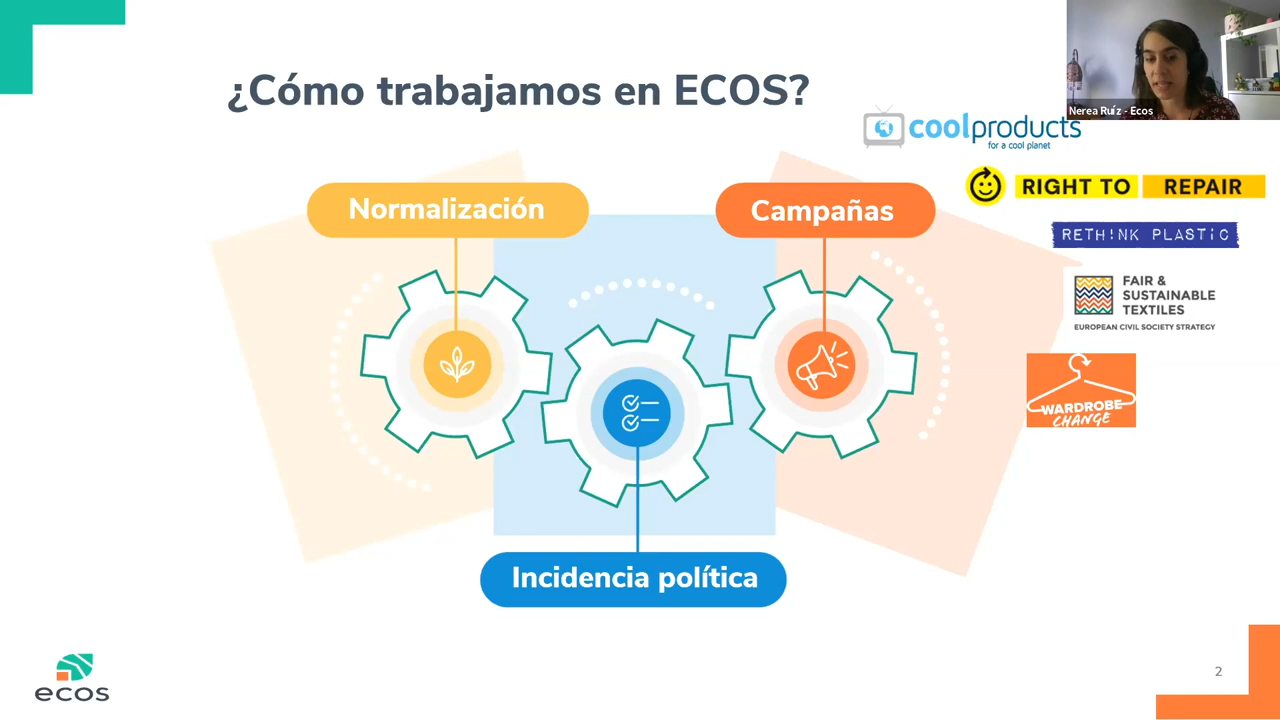 ¿Cómo trabajamos en ECOS?
Nerea Ruíz - Ecos
coolproducts
for a cool planet
RIGHT TO REPAIR
Normalización
Campañas
RETH!NK PLASTIC
FAIR &
SUSTAINABLE
TEXTILES
EUROPEAN CIVIL SOCIETY STRATEGY
WARDROBE
CHANGE
Incidencia política
ecos
2